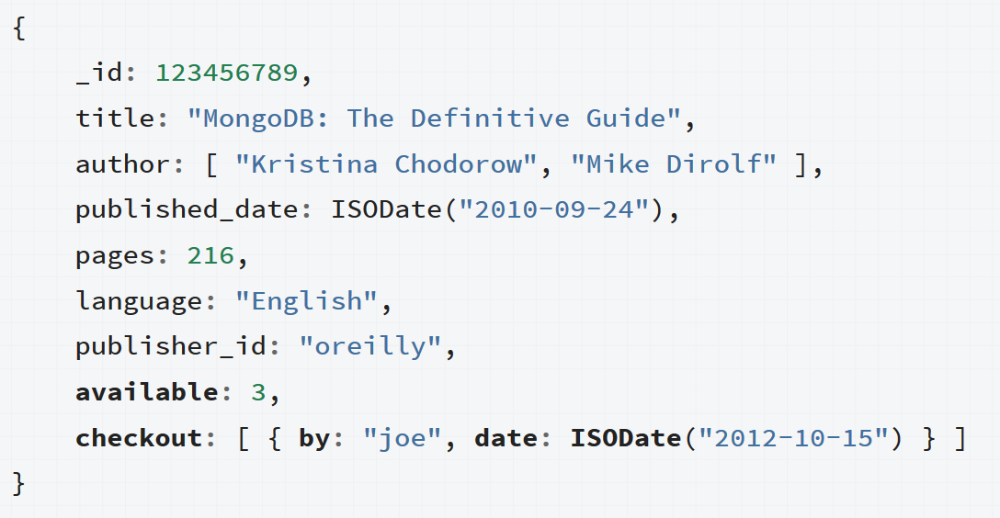 {
_id: 123456789,
title: "MongoDB: The Definitive Guide",
author: [ "Kristina Chodorow", "Mike Dirolf" ],
published_date: ISODate("2010-09-24"),
pages: 216,
language: "English",
publisher_id: "oreilly",
available: 3,
checkout: [ { by: "joe", date: ISODate("2012-10-15") } ]
}